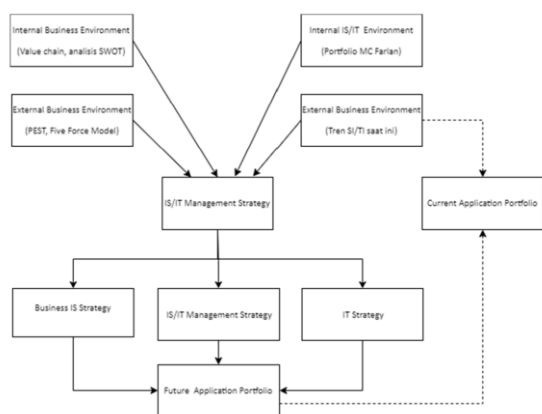 Internal Business Environment
(Value chain, analisis SWOT)
Internal IS/IT Environment
(Portfolio MC Farlan)
External Business Environment
(PEST, Five Force Model)
External Business Environment
(Tren SI/TI saat ini)
IS/IT Management Strategy
Current Application Portfolio
Business IS Strategy
IS/IT Management Strategy
IT Strategy
Future Application Portfolio